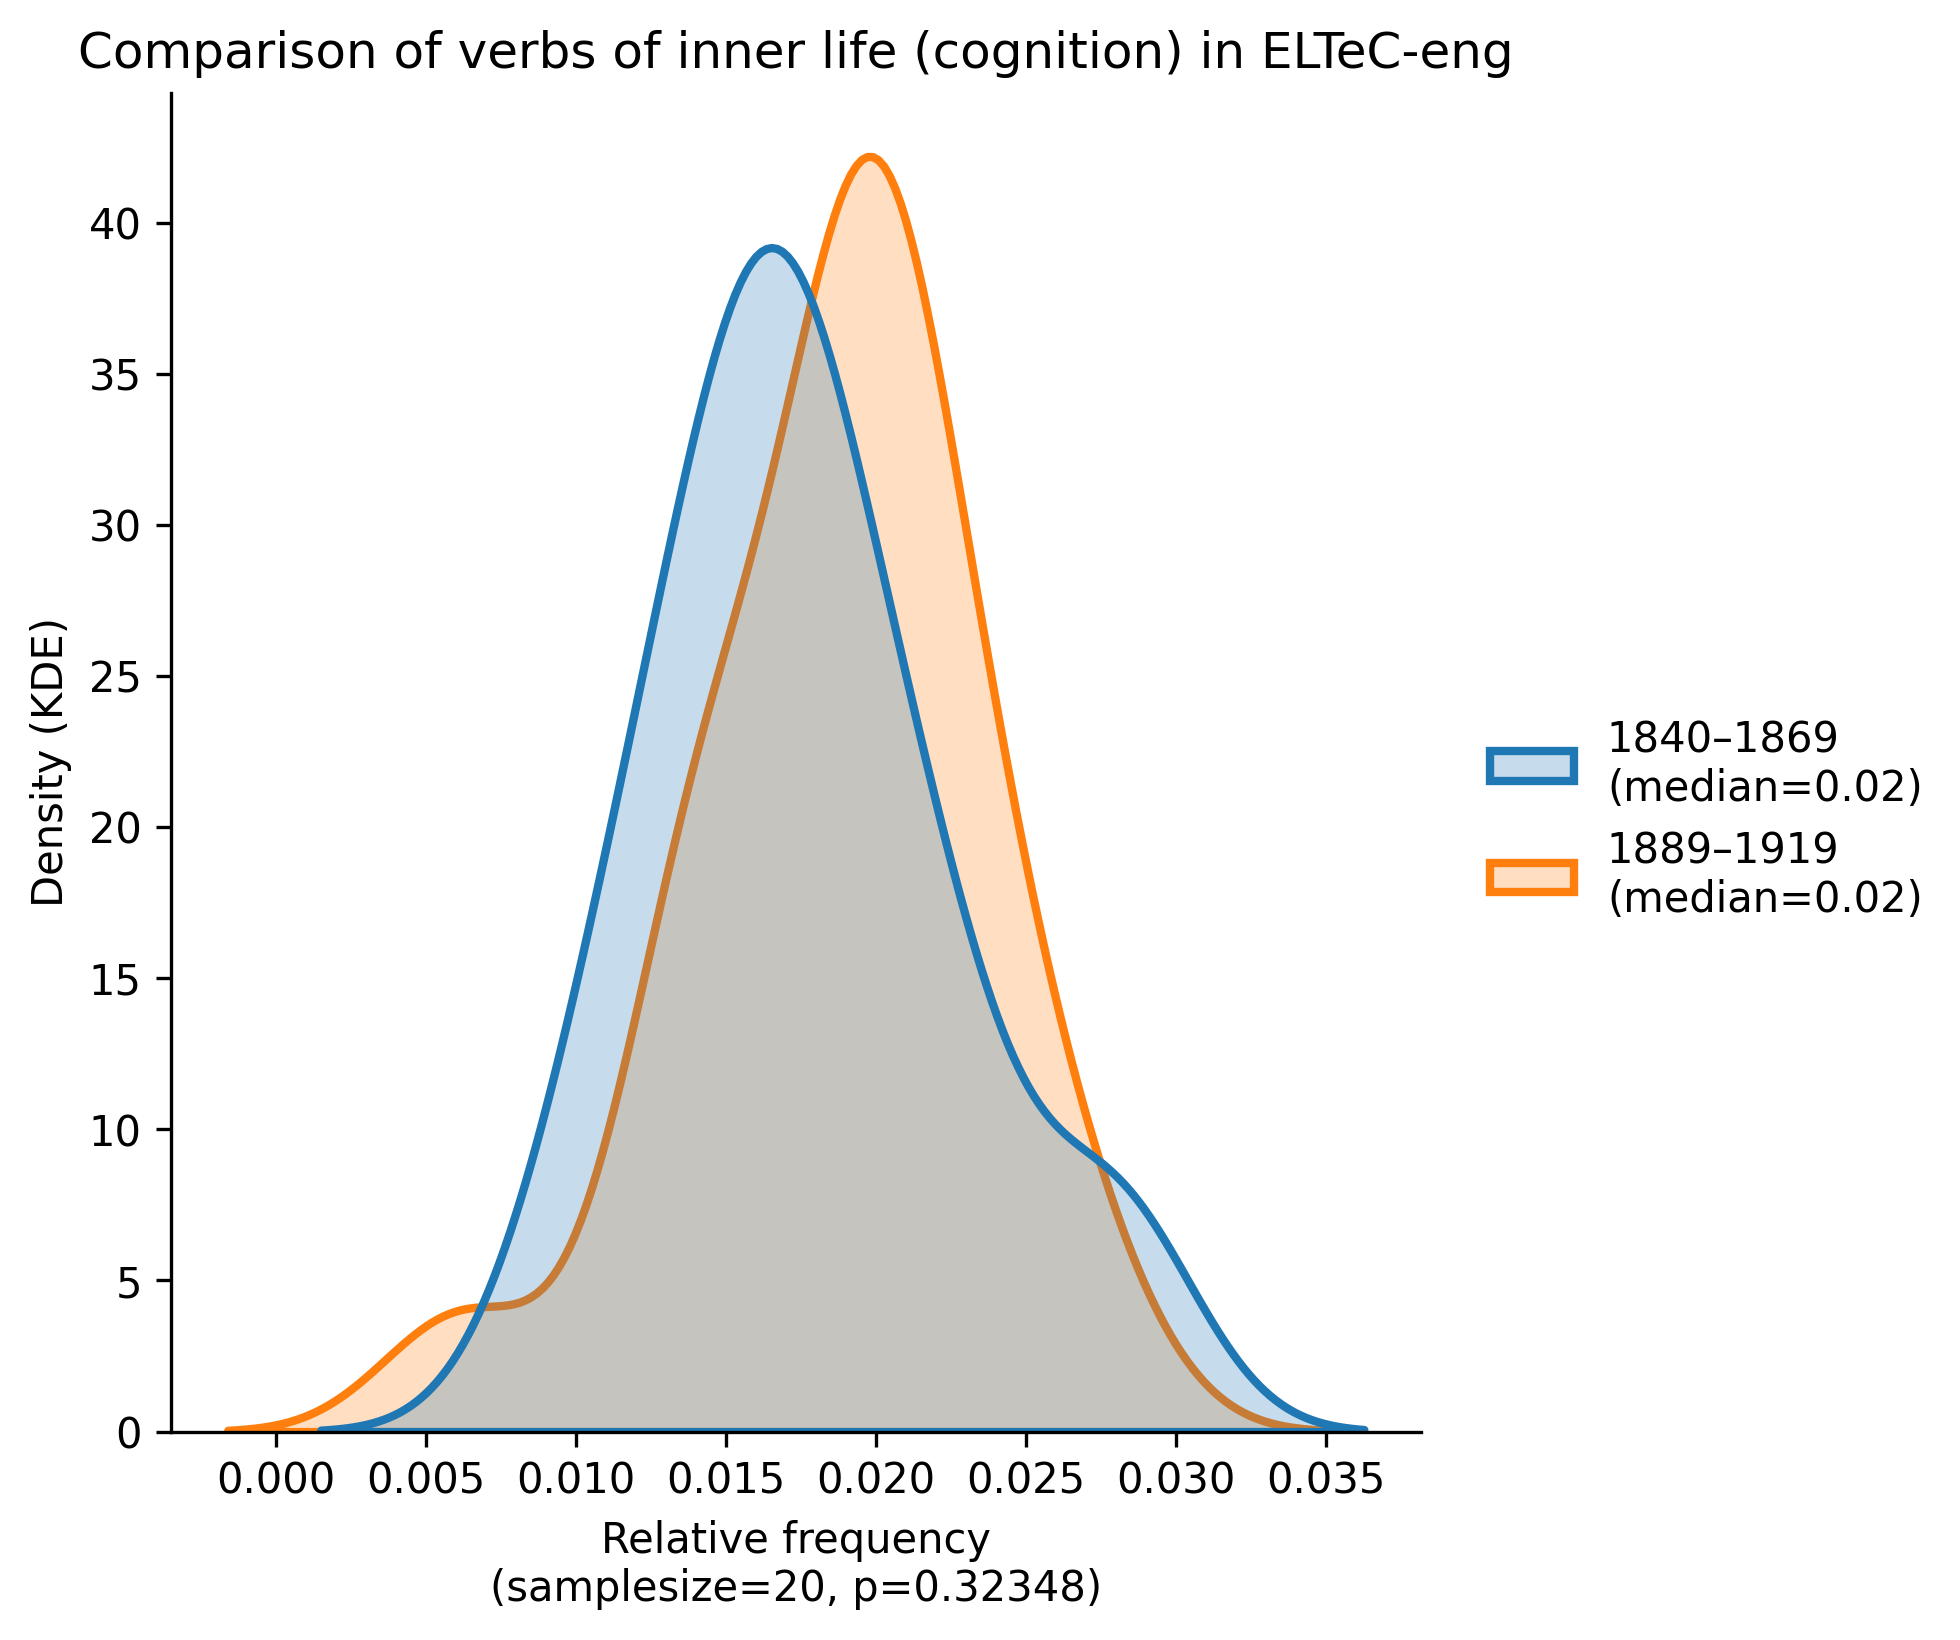 Comparison of verbs of inner life (cognition) in ELTeC-eng
Density (KDE)
40
35
30
25
20
15
10
5
0
0.000 0.005 0.010 0.015 0.020 0.025 0.030 0.035
Relative frequency
(samplesize=20, p=0.32348)
1840–1869
(median=0.02)
1889–1919
(median=0.02)